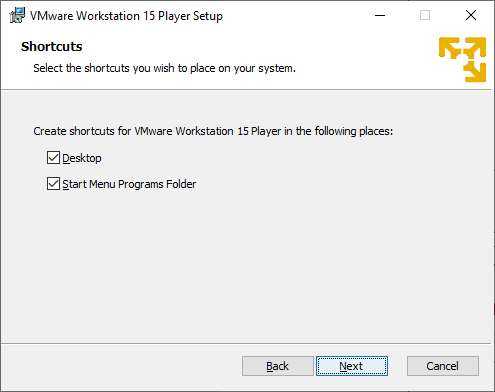 VMware Workstation 15 Player Setup
Shortcuts
Select the shortcuts you wish to place on your system.
Create shortcuts for VMware Workstation 15 Player in the following places:
Desktop
Start Menu Programs Folder
Back Next Cancel